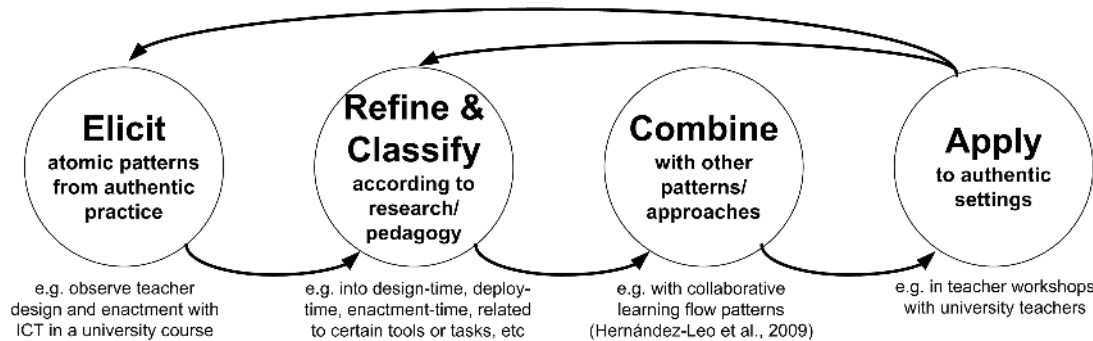 Elicit
atomic patterns
from authentic
practice
Refine &
Classify
according to
research/
pedagogy
Combine
with other
patterns/
approaches
Apply
to authentic
settings
e.g. observe teacher
design and enactment with
ICT in a university course
e.g. into design-time, deploy-
time, enactment-time, related
to certain tools or tasks, etc
e.g. with collaborative
learning flow patterns
(Hernández-Leo et al., 2009)
e.g. in teacher workshops
with university teachers